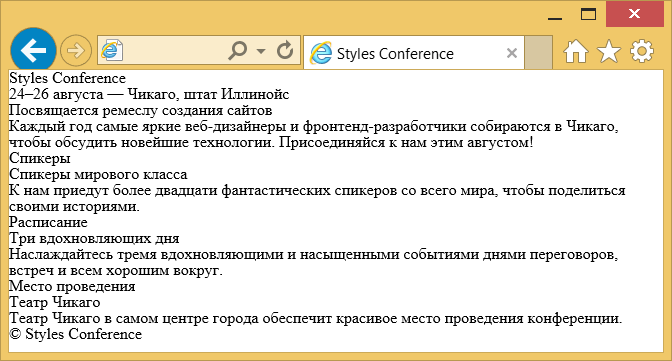 Styles Conference
Styles Conference
24–26 августа — Чикаго, штат Иллинойс
Посвящается ремеслу создания сайтов
Каждый год самые яркие веб-дизайнеры и фронтенд-разработчики собираются в Чикаго,
чтобы обсудить новейшие технологии. Присоединяйся к нам этим августом!
Спикеры
Спикеры мирового класса
К нам приедут более двадцати фантастических спикеров со всего мира, чтобы поделиться
своими историями.
Расписание
Три вдохновляющих дня
Наслаждайтесь тремя вдохновляющими и насыщенными событиями днями переговоров,
встреч и всем хорошим вокруг.
Место проведения
Театр Чикаго
Театр Чикаго в самом центре города обеспечит красивое место проведения конференции.
© Styles Conference